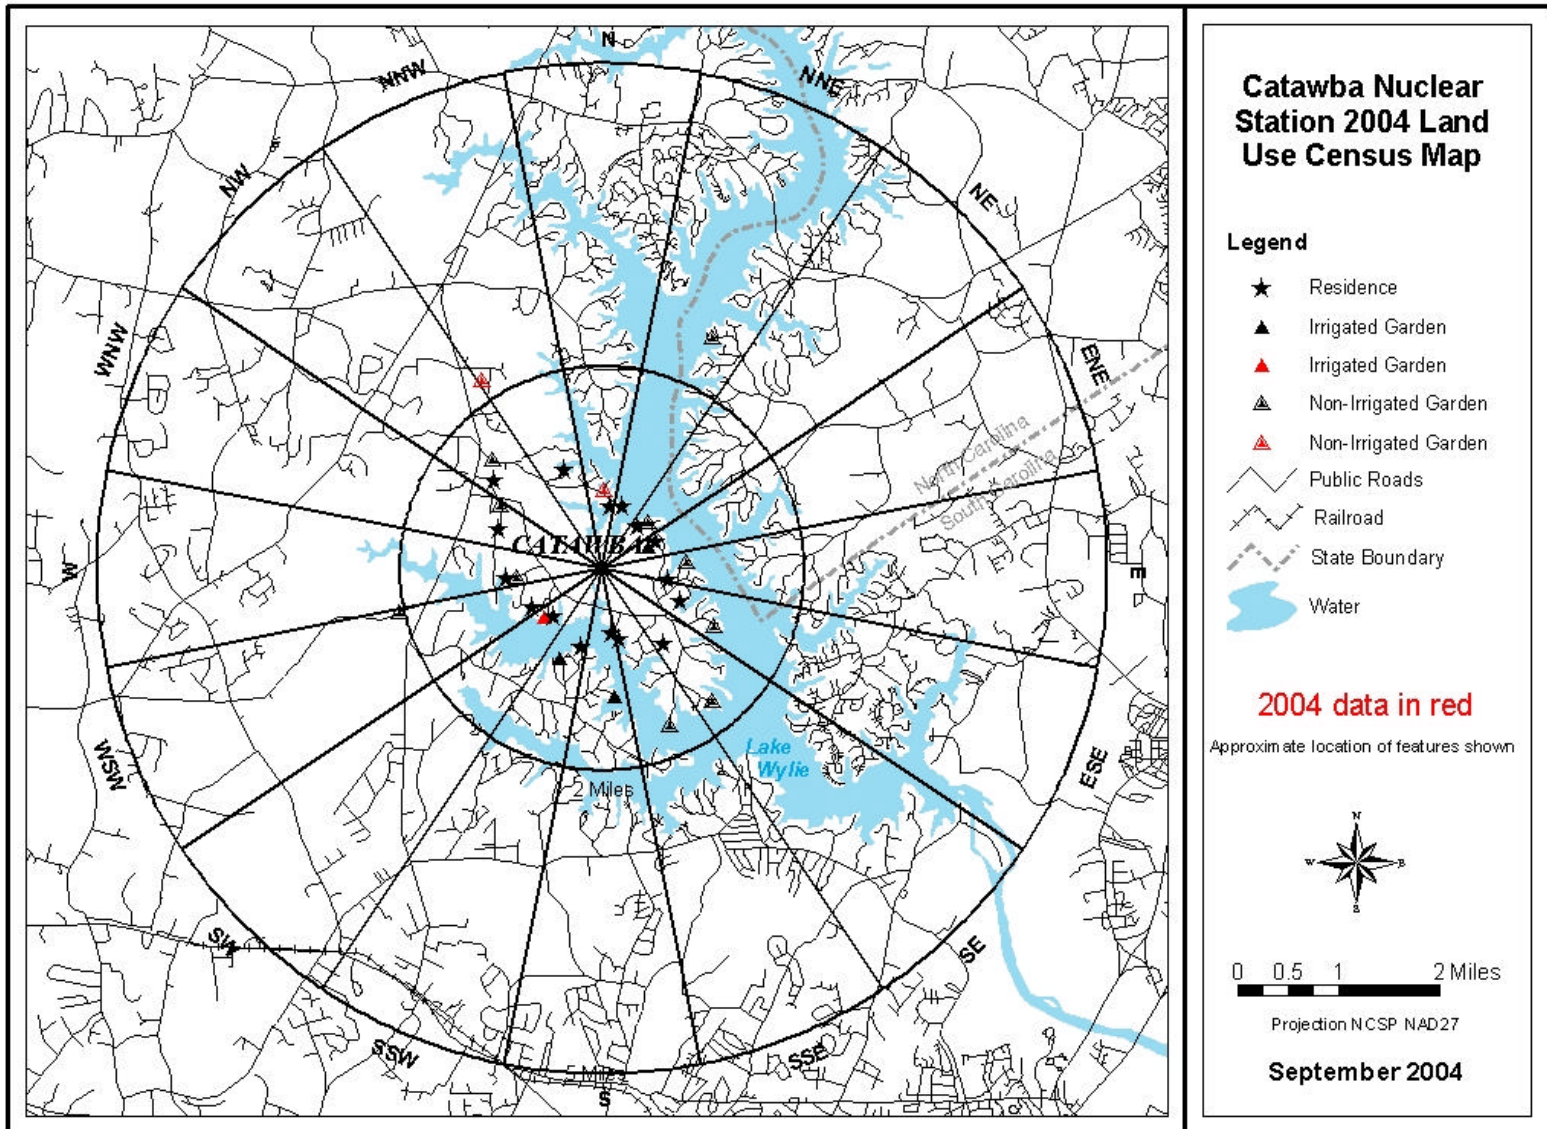 N
NNW
NNE
NW
NE
WNW
ENE
North Carolina
South Carolina
CATAWBA
W
E
Lake
Wylie
2 Miles
WSW
ESE
SW
SE
SSW
SSE
5 Miles
S
Catawba Nuclear
Station 2004 Land
Use Census Map
Legend
Residence
Irrigated Garden
Irrigated Garden
Non-Irrigated Garden
Non-Irrigated Garden
Public Roads
Railroad
State Boundary
Water
2004 data in red
Approximate location of features shown
N
W E
S
0 0.5 1 2 Miles
Projection NCSP NAD27
September 2004